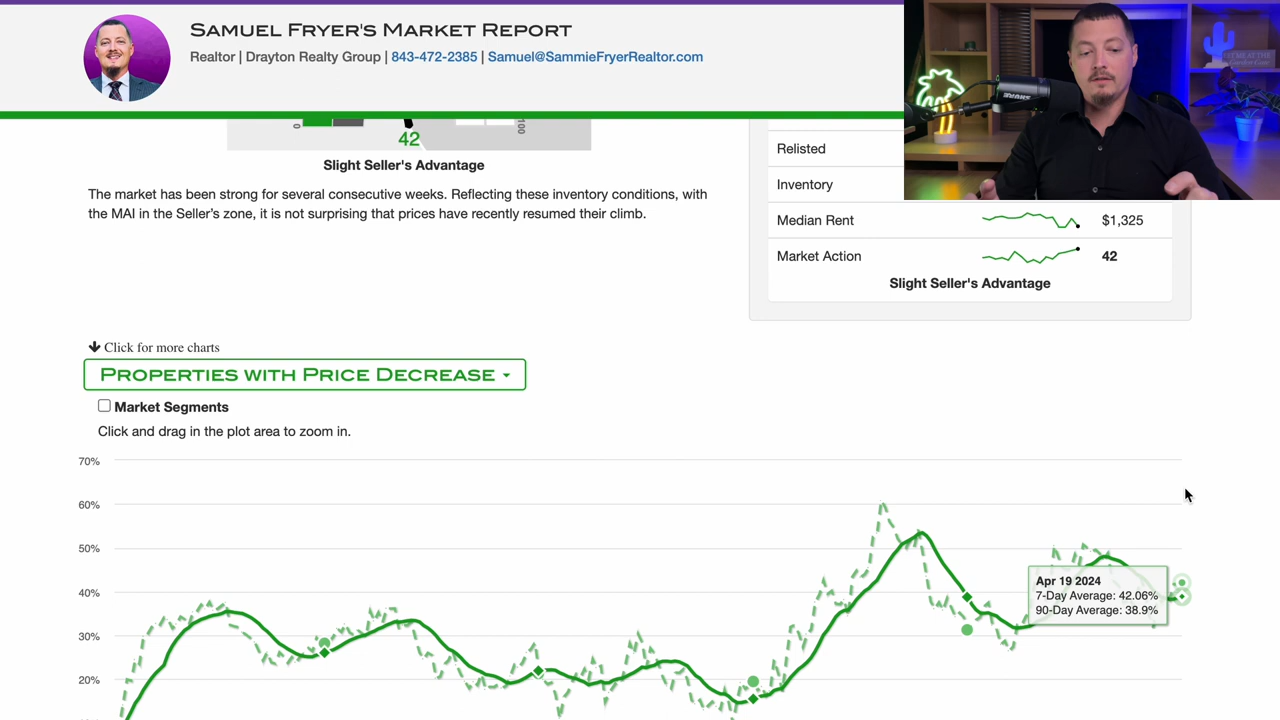 SAMUEL FRYER'S MARKET REPORT
Realtor | Drayton Realty Group | 843-472-2385 | Samuel@SammieFryerRealtor.com
0
100
42
Slight Seller's Advantage
The market has been strong for several consecutive weeks. Reflecting these inventory conditions, with
the MAI in the Seller's zone, it is not surprising that prices have recently resumed their climb.
Relisted
Inventory
Median Rent $1,325
Market Action 42
Slight Seller's Advantage
Click for more charts
PROPERTIES WITH PRICE DECREASE
Market Segments
Click and drag in the plot area to zoom in.
70%
60%
50%
40%
30%
20%
Apr 19 2024
7-Day Average: 42.06%
90-Day Average: 38.9%
SHURE